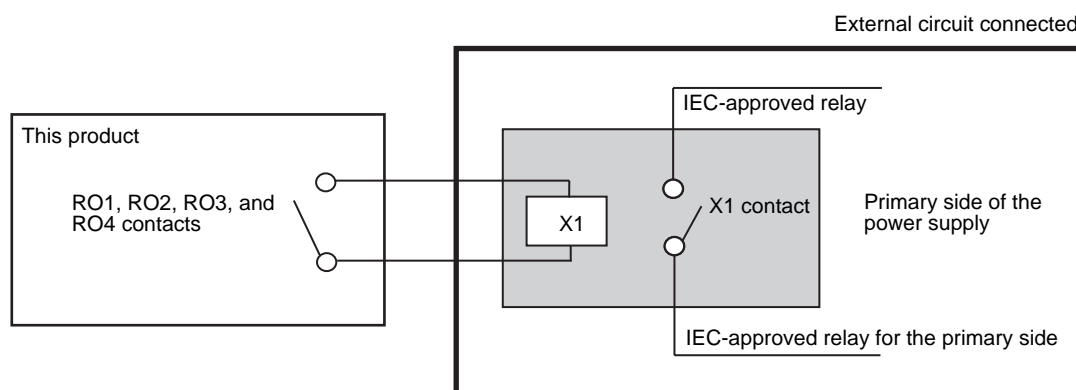 External circuit connected
IEC-approved relay
This product
RO1, RO2, RO3, and
RO4 contacts
X1
X1 contact
Primary side of the
power supply
IEC-approved relay for the primary side